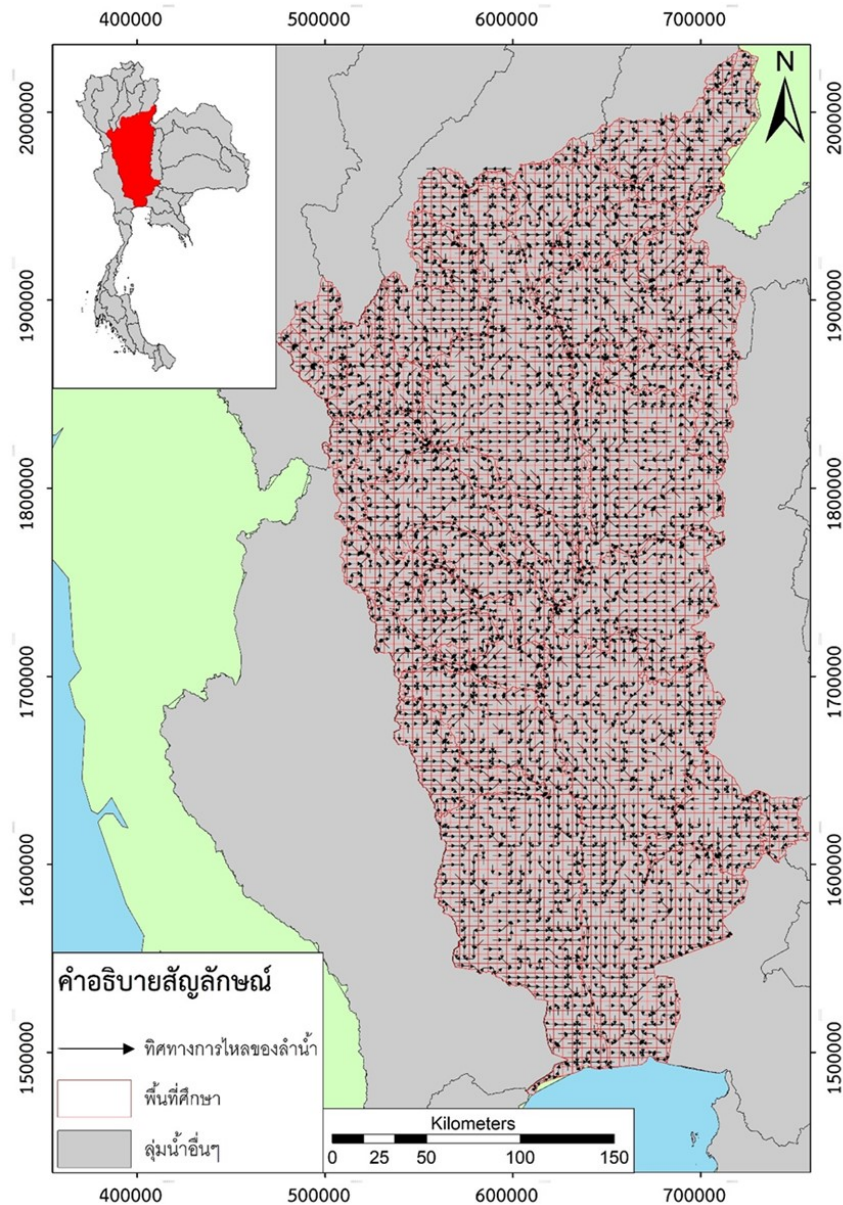 400000 500000 600000 700000
N
2000000 2000000
1900000 1900000
1800000 1800000
1700000 1700000
1600000 1600000
1500000 1500000
คำอธิบายสัญลักษณ์
ทิศทางการไหลของลำน้ำ
พื้นที่ศึกษา
ลุ่มน้ำอื่นๆ
Kilometers
0 25 50 100 150
400000 500000 600000 700000